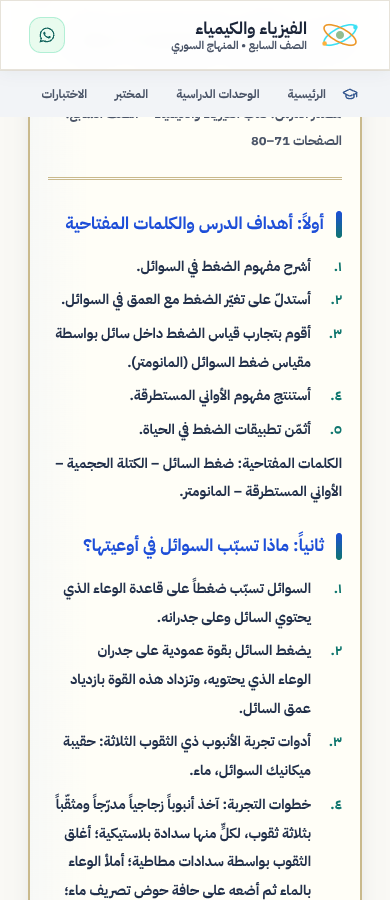 الفيزياء والكيمياء
الصف السابع • المنهاج السوري
الرئيسية
الوحدات الدراسية
المختبر
الاختبارات
الصفحات 71–80
أولاً: أهداف الدرس والكلمات المفتاحية
١. أشرح مفهوم الضغط في السوائل.
٢. أستدلّ على تغيّر الضغط مع العمق في السوائل.
٣. أقوم بتجارب قياس الضغط داخل سائل بواسطة
مقياس ضغط السوائل (المانومتر).
٤. أستنتج مفهوم الأواني المستطرقة.
٥. أثمّن تطبيقات الضغط في الحياة.
الكلمات المفتاحية: ضغط السائل – الكتلة الحجمية –
الأواني المستطرقة – المانومتر.
ثانياً: ماذا تسبّب السوائل في أوعيتها؟
١. السوائل تسبّب ضغطاً على قاعدة الوعاء الذي
يحتوي السائل وعلى جدرانه.
٢. يضغط السائل بقوة عمودية على جدران
الوعاء الذي يحتويه، وتزداد هذه القوة بازدياد
عمق السائل.
٣. أدوات تجربة الأنبوب ذي الثقوب الثلاثة: حقيبة
ميكانيك السوائل، ماء.
٤. خطوات التجربة: آخذ أنبوباً زجاجياً مدرّجاً ومثقّباً
بثلاثة ثقوب، لكلٍّ منها سدادة بلاستيكية؛ أغلق
الثقوب بواسطة سدادات مطاطية؛ أملأ الوعاء
بالماء ثم أضعه على حافة حوض تصريف ماء؛